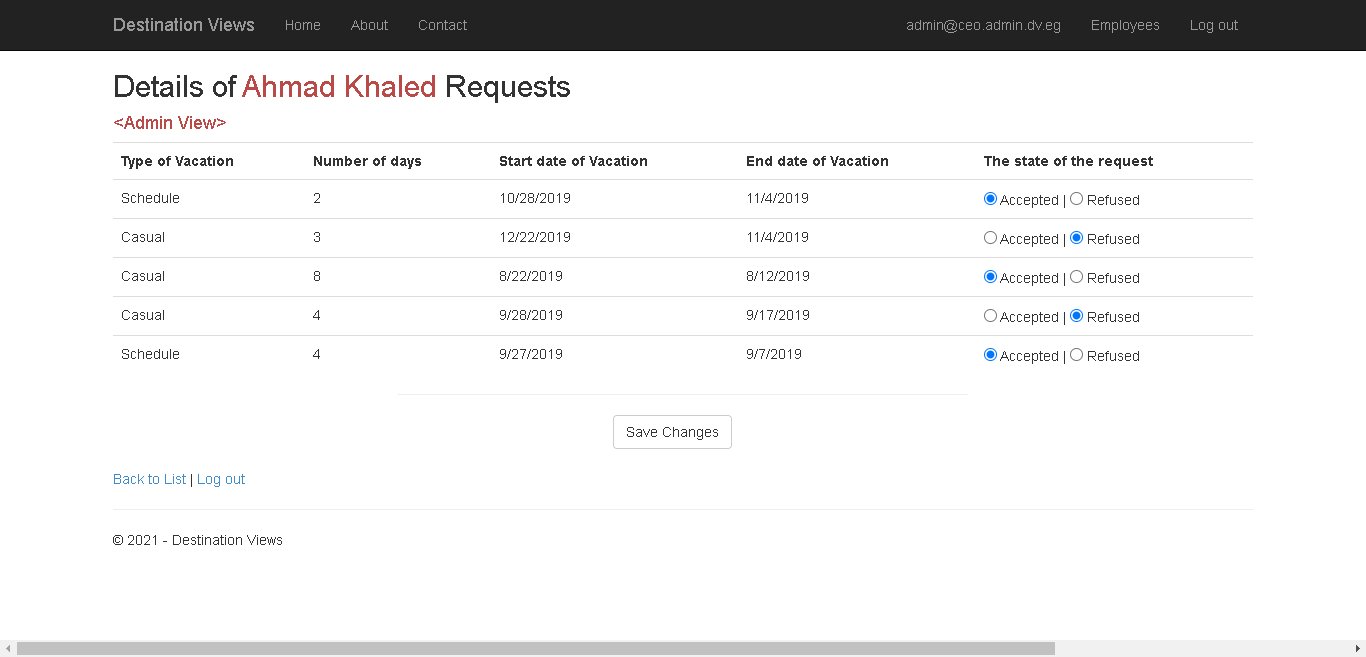 Destination Views Home About Contact admin@ceo.admin.dv.eg Employees Log out
Details of Ahmad Khaled Requests
<Admin View>
Type of Vacation Number of days Start date of Vacation End date of Vacation The state of the request
Schedule 2 10/28/2019 11/4/2019 Accepted | Refused
Casual 3 12/22/2019 11/4/2019 Accepted | Refused
Casual 8 8/22/2019 8/12/2019 Accepted | Refused
Casual 4 9/28/2019 9/17/2019 Accepted | Refused
Schedule 4 9/27/2019 9/7/2019 Accepted | Refused
Save Changes
Back to List | Log out
© 2021 - Destination Views